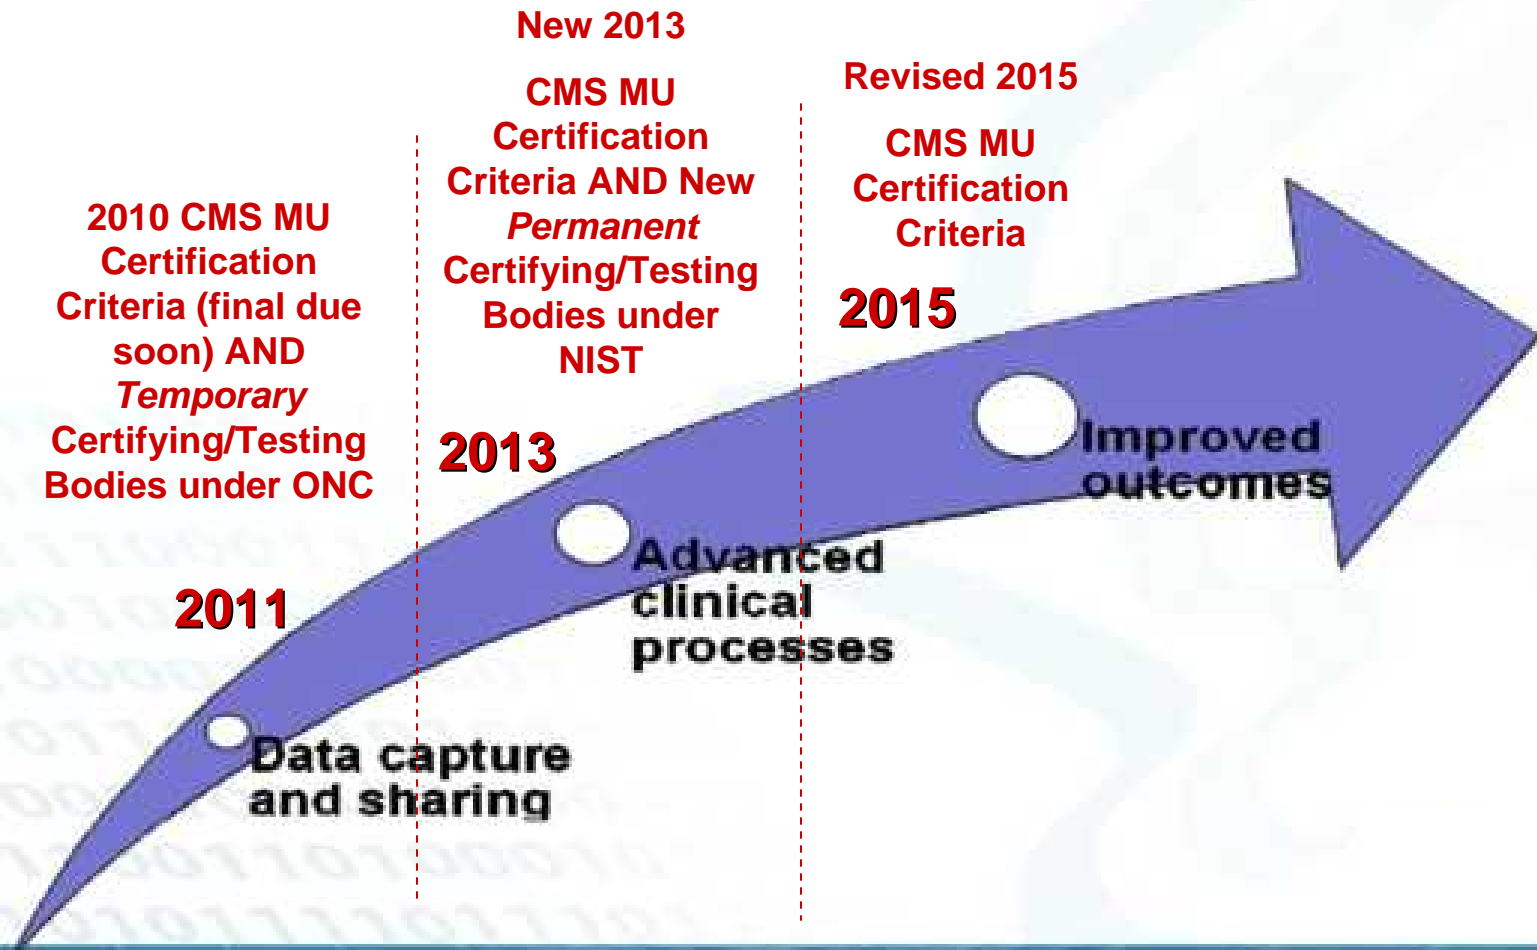 2010 CMS MU
Certification
Criteria (final due
soon) AND
Temporary
Certifying/Testing
Bodies under ONC
2011
Data capture
and sharing
New 2013
CMS MU
Certification
Criteria AND New
Permanent
Certifying/Testing
Bodies under
NIST
2013
Advanced
clinical
processes
Revised 2015
CMS MU
Certification
Criteria
2015
Improved
outcomes